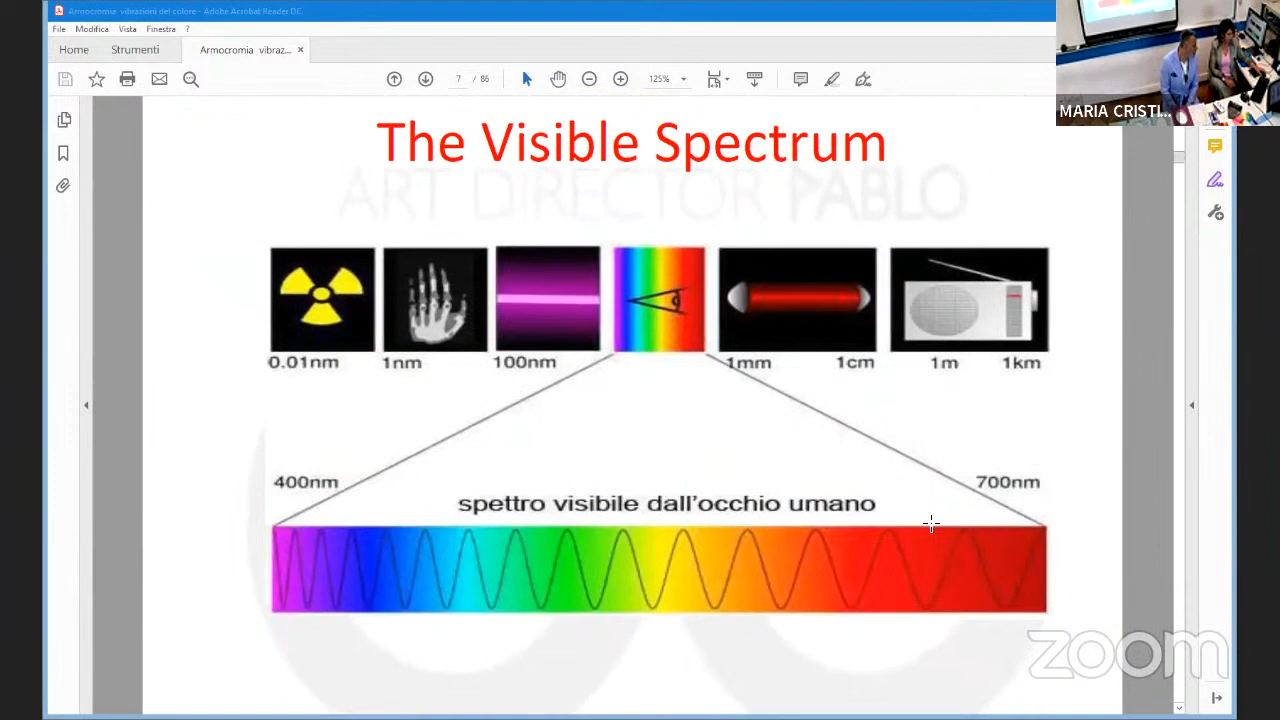 Armocromia vibrazioni del colore - Adobe Acrobat Reader DC
File Modifica Vista Finestra ?
Home Strumenti Armocromia vibraz... ×
7 / 86 125%
MARIA CRISTI...
The Visible Spectrum
ART DIRECTOR PABLO
0.01nm 1nm 100nm 1mm 1cm 1m 1km
400nm 700nm
spettro visibile dall'occhio umano
zoom